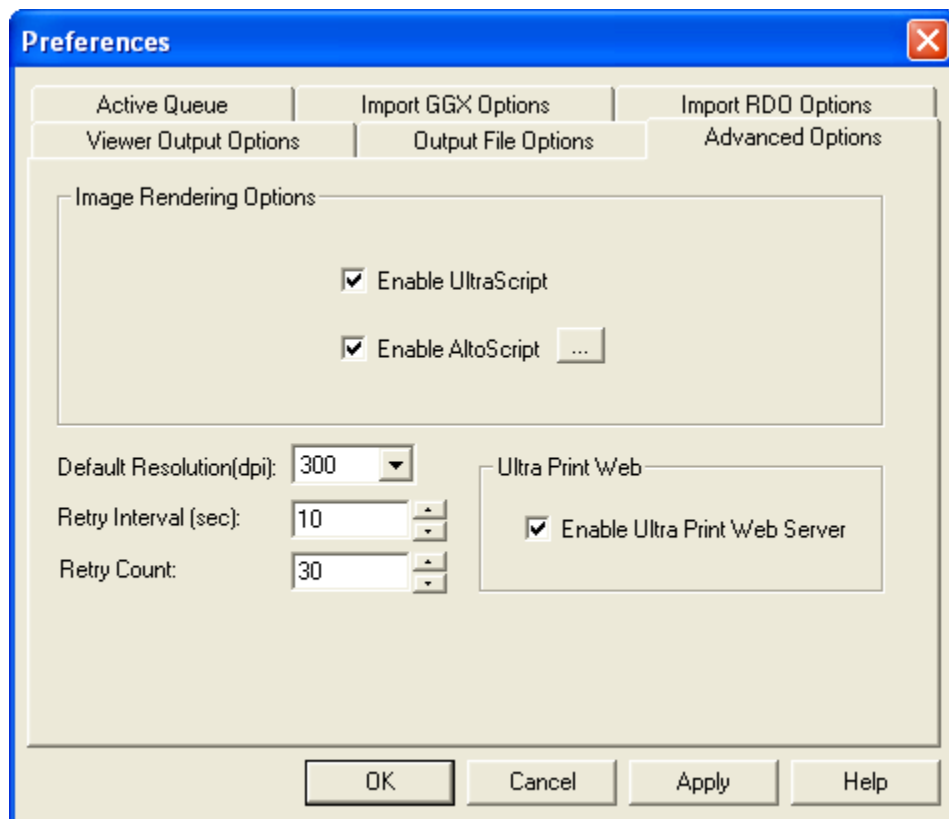 Preferences
Active Queue Import GGX Options Import RDO Options
Viewer Output Options Output File Options Advanced Options
Image Rendering Options
Enable UltraScript
Enable AltoScript ...
Default Resolution(dpi): 300
Ultra Print Web
Retry Interval (sec): 10
Enable Ultra Print Web Server
Retry Count: 30
OK Cancel Apply Help